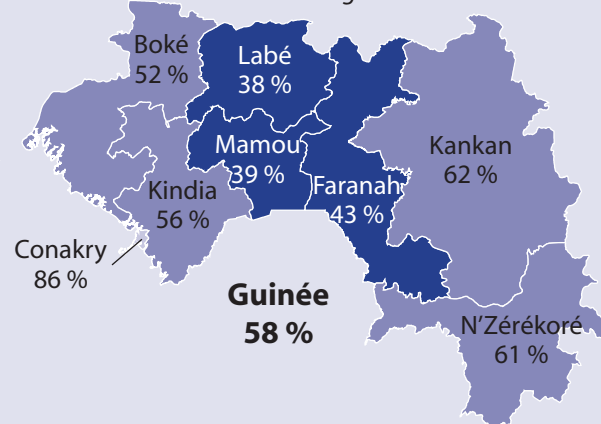 Boké
52 %
Labé
38 %
Mamou
39 %
Faranah
43 %
Kankan
62 %
Kindia
56 %
Conakry
86 %
Guinée
58 %
N'Zérékoré
61 %